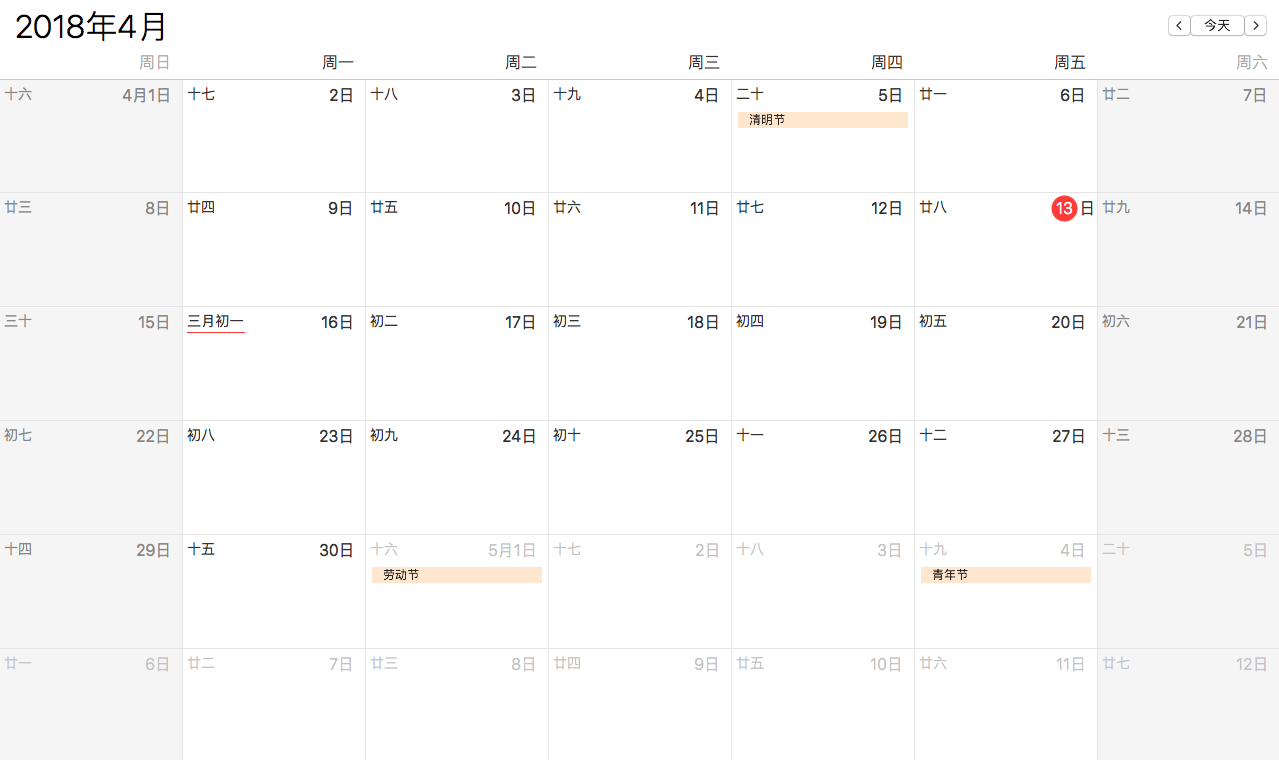 2018年4月
今天
周日 周一 周二 周三 周四 周五 周六
十六 4月1日 十七 2日 十八 3日 十九 4日 二十 5日 廿一 6日 廿二 7日
清明节
廿三 8日 廿四 9日 廿五 10日 廿六 11日 廿七 12日 廿八 13日 廿九 14日
三十 15日 三月初一 16日 初二 17日 初三 18日 初四 19日 初五 20日 初六 21日
初七 22日 初八 23日 初九 24日 初十 25日 十一 26日 十二 27日 十三 28日
十四 29日 十五 30日 十六 5月1日 十七 2日 十八 3日 十九 4日 二十 5日
劳动节 青年节
廿一 6日 廿二 7日 廿三 8日 廿四 9日 廿五 10日 廿六 11日 廿七 12日